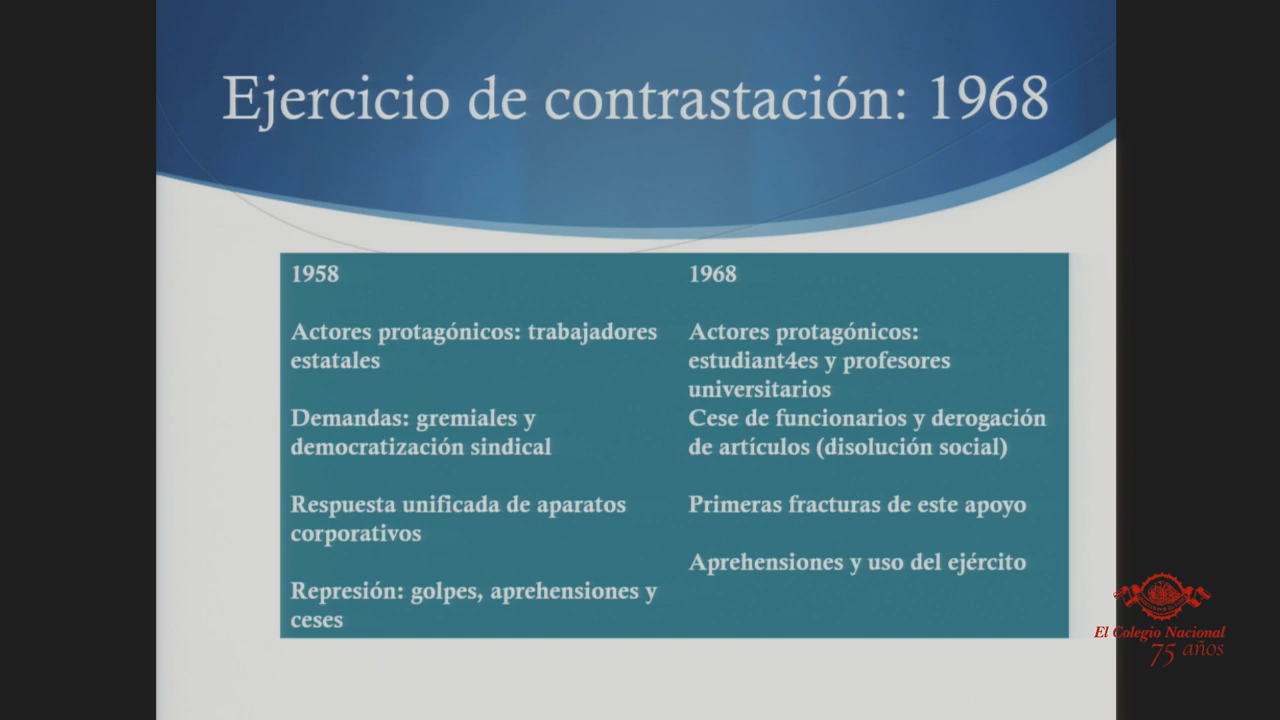 Ejercicio de contrastación: 1968
1958
Actores protagónicos: trabajadores
estatales
Demandas: gremiales y
democratización sindical
Respuesta unificada de aparatos
corporativos
Represión: golpes, aprehensiones y
ceses
1968
Actores protagónicos:
estudiant4es y profesores
universitarios
Cese de funcionarios y derogación
de artículos (disolución social)
Primeras fracturas de este apoyo
Aprehensiones y uso del ejército
El Colegio Nacional
75 años